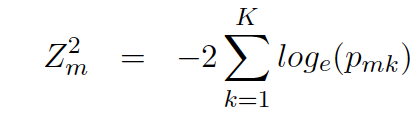 Z_m^2 = -2 \sum_{k=1}^{K} log_e(p_{mk})